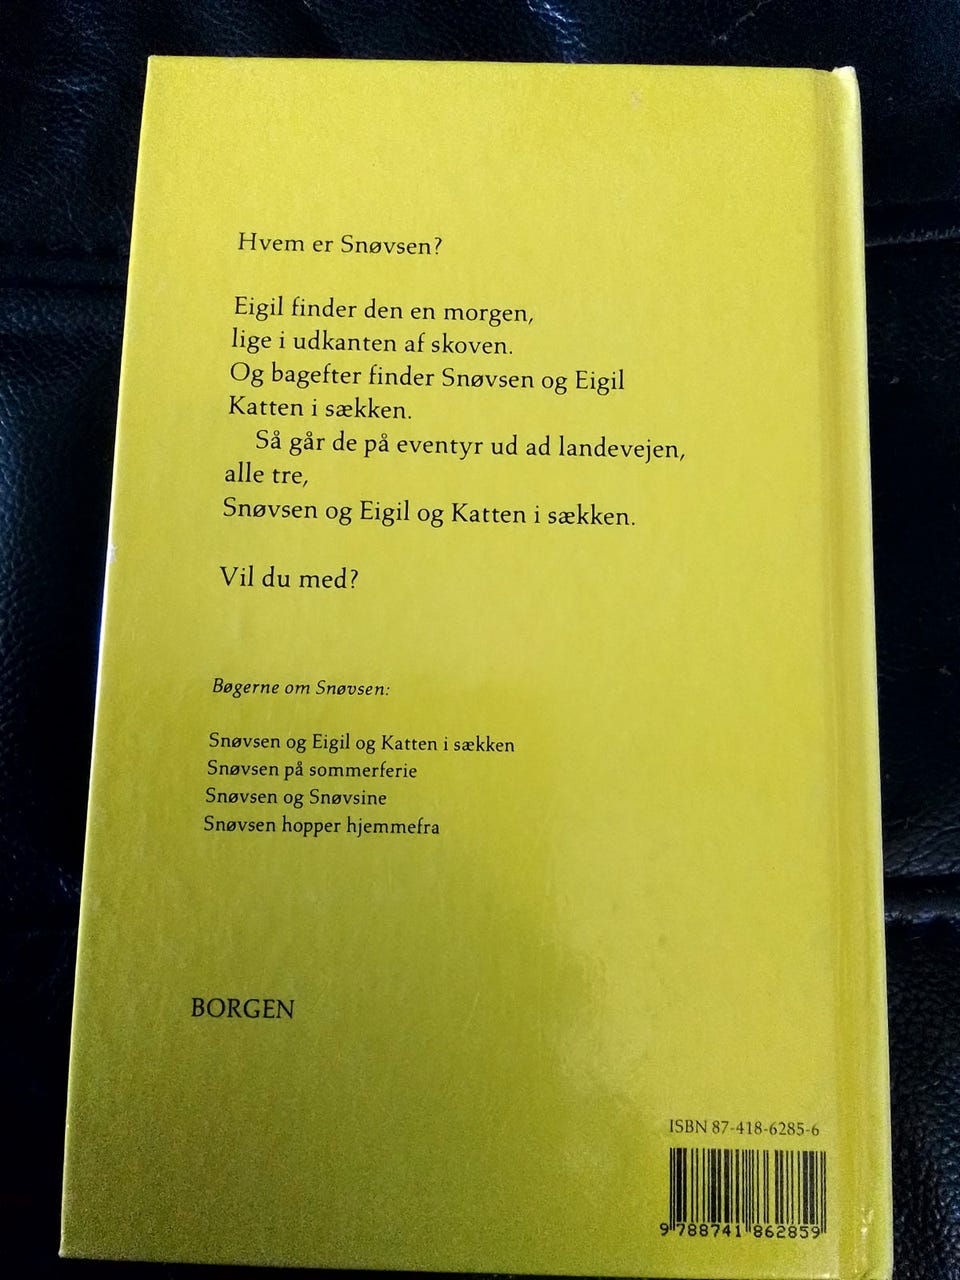 Hvem er Snøvsen?
Eigil finder den en morgen,
lige i udkanten af skoven.
Og bagefter finder Snøvsen og Eigil
Katten i sækken.
Så går de på eventyr ud ad landevejen,
alle tre,
Snøvsen og Eigil og Katten i sækken.
Vil du med?
Bøgerne om Snøvsen:
Snøvsen og Eigil og Katten i sækken
Snøvsen på sommerferie
Snøvsen og Snøvsine
Snøvsen hopper hjemmefra
BORGEN
ISBN 87-418-6285-6
9 788741 862859